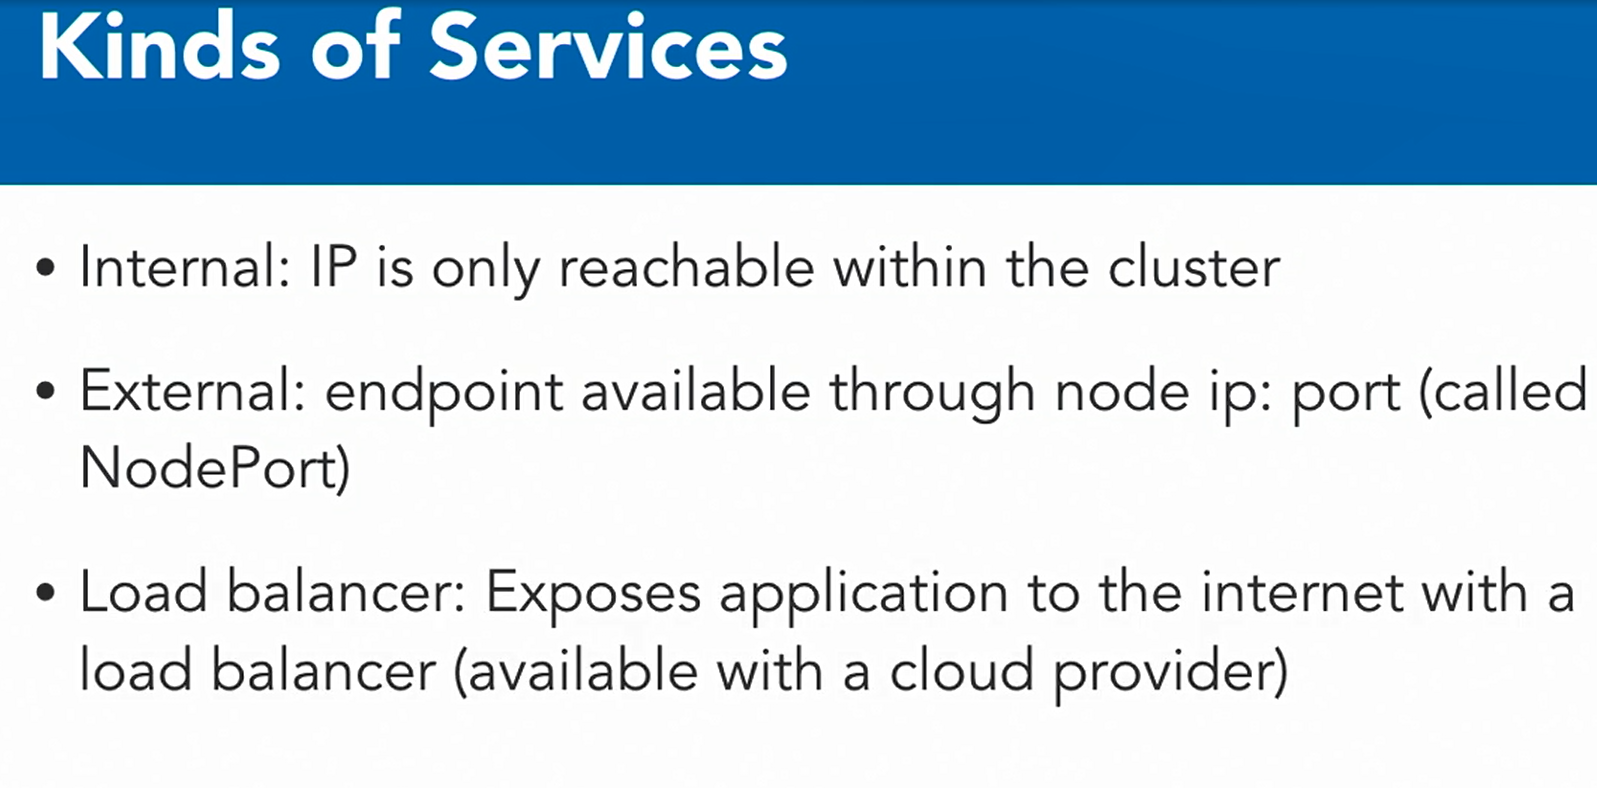 Kinds of Services
• Internal: IP is only reachable within the cluster
• External: endpoint available through node ip: port (called
NodePort)
• Load balancer: Exposes application to the internet with a
load balancer (available with a cloud provider)